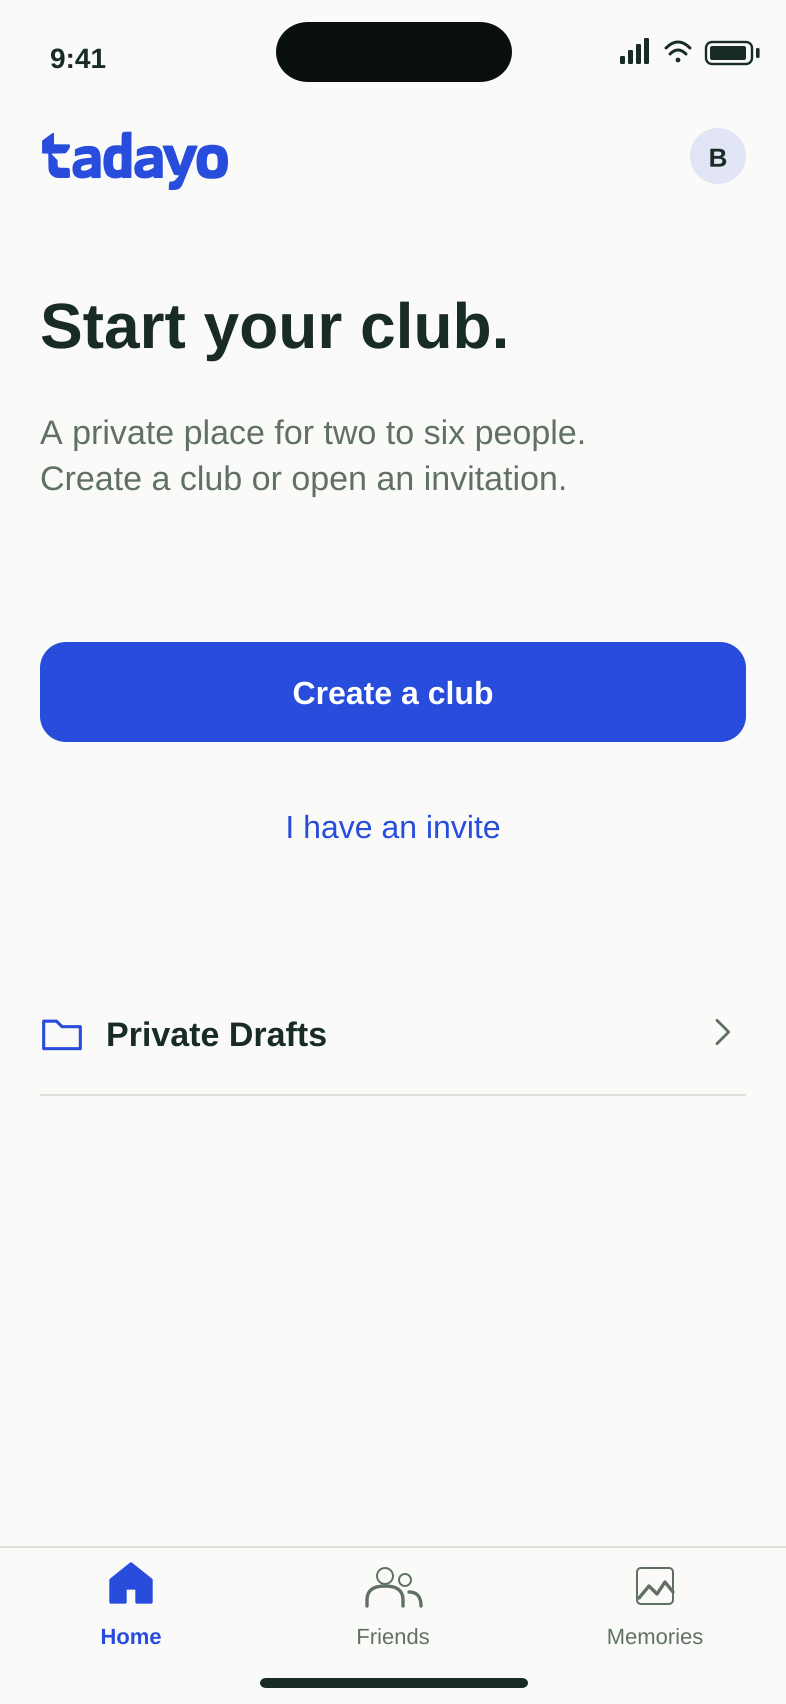 9:41
tadayo
B
Start your club.
A private place for two to six people.
Create a club or open an invitation.
Create a club
I have an invite
Private Drafts
Home
Friends
Memories